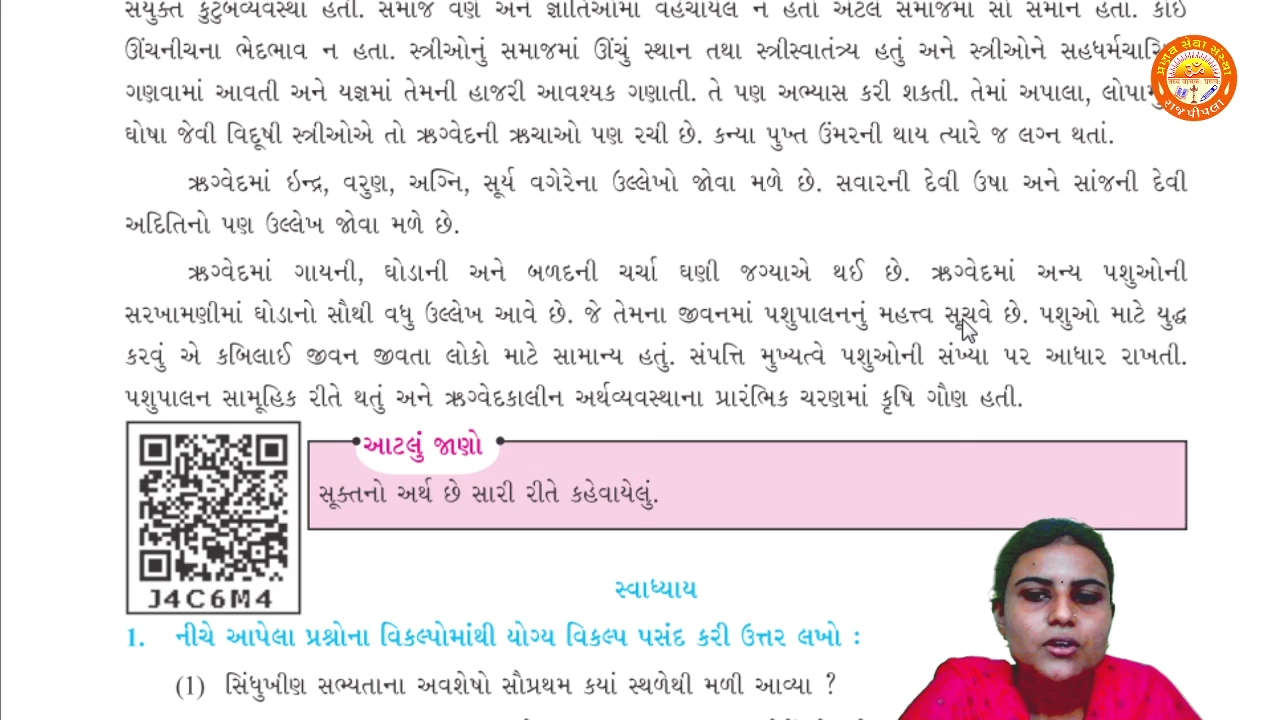 સંયુક્ત કુટુંબવ્યવસ્થા હતી. સમાજ વર્ણ અને જ્ઞાતિઓમાં વહેંચાયેલ ન હતો એટલે સમાજમાં સૌ સમાન હતા. કોઈ
ઊંચનીચના ભેદભાવ ન હતા. સ્ત્રીઓનું સમાજમાં ઊંચું સ્થાન તથા સ્ત્રીસ્વાતંત્ર્ય હતું અને સ્ત્રીઓને
ગણવામાં આવતી અને યજ્ઞમાં તેમની હાજરી આવશ્યક ગણાતી. તે પણ અભ્યાસ કરી શકતી. તેમાં અપાલા,
ઘોષા જેવી વિદૂષી સ્ત્રીઓએ તો ઋગ્વેદની ઋચાઓ પણ રચી છે. કન્યા પુખ્ત ઉંમરની થાય ત્યારે જ લગ્ન થતાં.
પ્રણવ સેવા સંસ્થા
રાજપીપલા
ઋગ્વેદમાં ઇન્દ્ર, વરુણ, અગ્નિ, સૂર્ય વગેરેના ઉલ્લેખો જોવા મળે છે. સવારની દેવી ઉષા અને સાંજની દેવી
અદિતિનો પણ ઉલ્લેખ જોવા મળે છે.
ઋગ્વેદમાં ગાયની, ઘોડાની અને બળદની ચર્ચા ઘણી જગ્યાએ થઈ છે. ઋગ્વેદમાં અન્ય પશુઓની
સરખામણીમાં ઘોડાનો સૌથી વધુ ઉલ્લેખ આવે છે. જે તેમના જીવનમાં પશુપાલનનું મહત્ત્વ સૂચવે છે. પશુઓ માટે યુદ્ધ
કરવું એ કબિલાઈ જીવન જીવતા લોકો માટે સામાન્ય હતું. સંપત્તિ મુખ્યત્વે પશુઓની સંખ્યા પર આધાર રાખતી.
પશુપાલન સામૂહિક રીતે થતું અને ઋગ્વેદકાલીન અર્થવ્યવસ્થાના પ્રારંભિક ચરણમાં કૃષિ ગૌણ હતી.
આટલું જાણો
સૂક્તનો અર્થ છે સારી રીતે કહેવાયેલું.
J4C6M4
સ્વાધ્યાય
1. નીચે આપેલા પ્રશ્નોના વિકલ્પોમાંથી યોગ્ય વિકલ્પ પસંદ કરી ઉત્તર લખો :
(1) સિંધુખીણ સભ્યતાના અવશેષો સૌપ્રથમ કયાં સ્થળેથી મળી આવ્યા ?